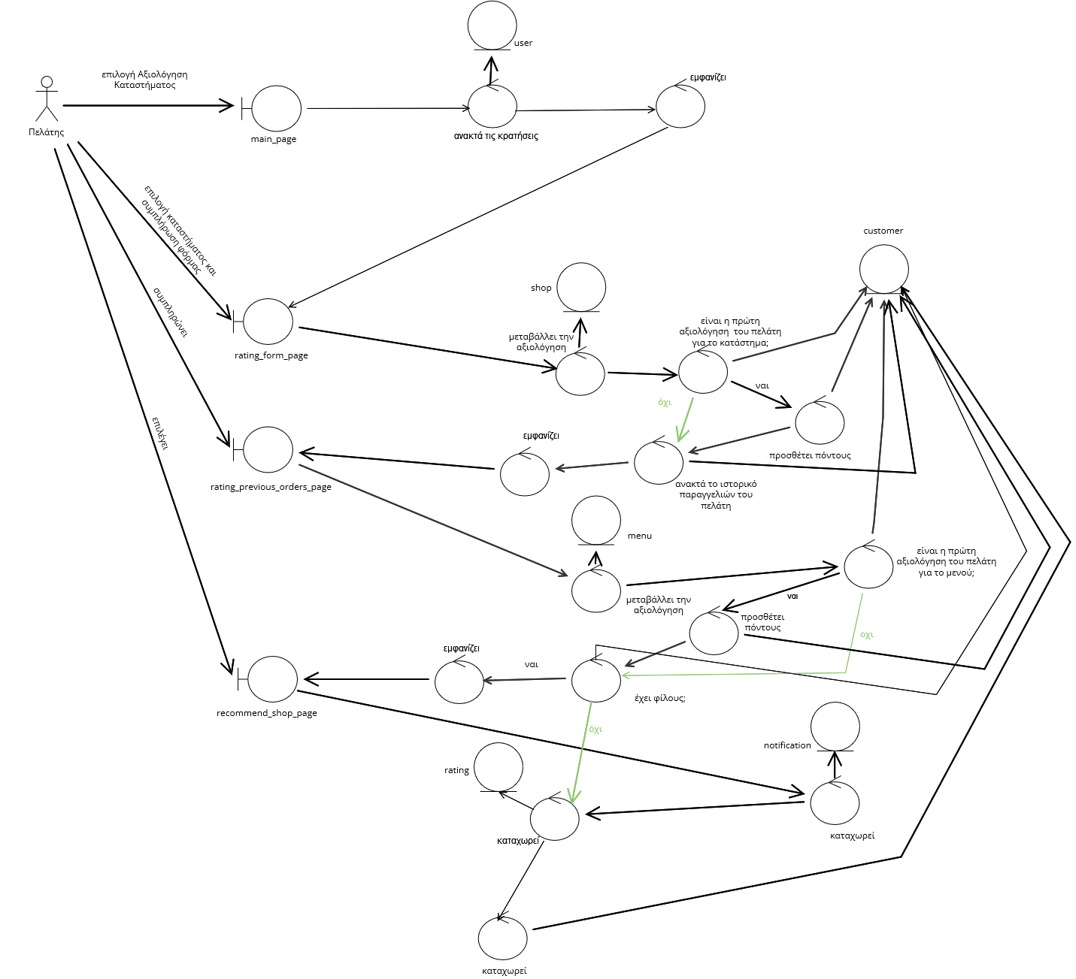 user
επιλογή Αξιολόγηση
Καταστήματος
εμφανίζει
Πελάτης
main_page
ανακτά τις κρατήσεις
επιλογή καταστήματος και
συμπλήρωση φόρμας
customer
shop
συμπληρώνει
είναι η πρώτη
αξιολόγηση του πελάτη
για το κατάστημα;
μεταβάλλει την
αξιολόγηση
rating_form_page
ναι
όχι
επιλέγει
εμφανίζει
προσθέτει πόντους
rating_previous_orders_page
ανακτά το ιστορικό
παραγγελιών του
πελάτη
menu
είναι η πρώτη
αξιολόγηση του πελάτη
για το μενού;
μεταβάλλει την
αξιολόγηση
ναι
προσθέτει
πόντους
οχι
εμφανίζει
ναι
έχει φίλους;
recommend_shop_page
όχι
notification
rating
καταχωρεί
καταχωρεί
καταχωρεί